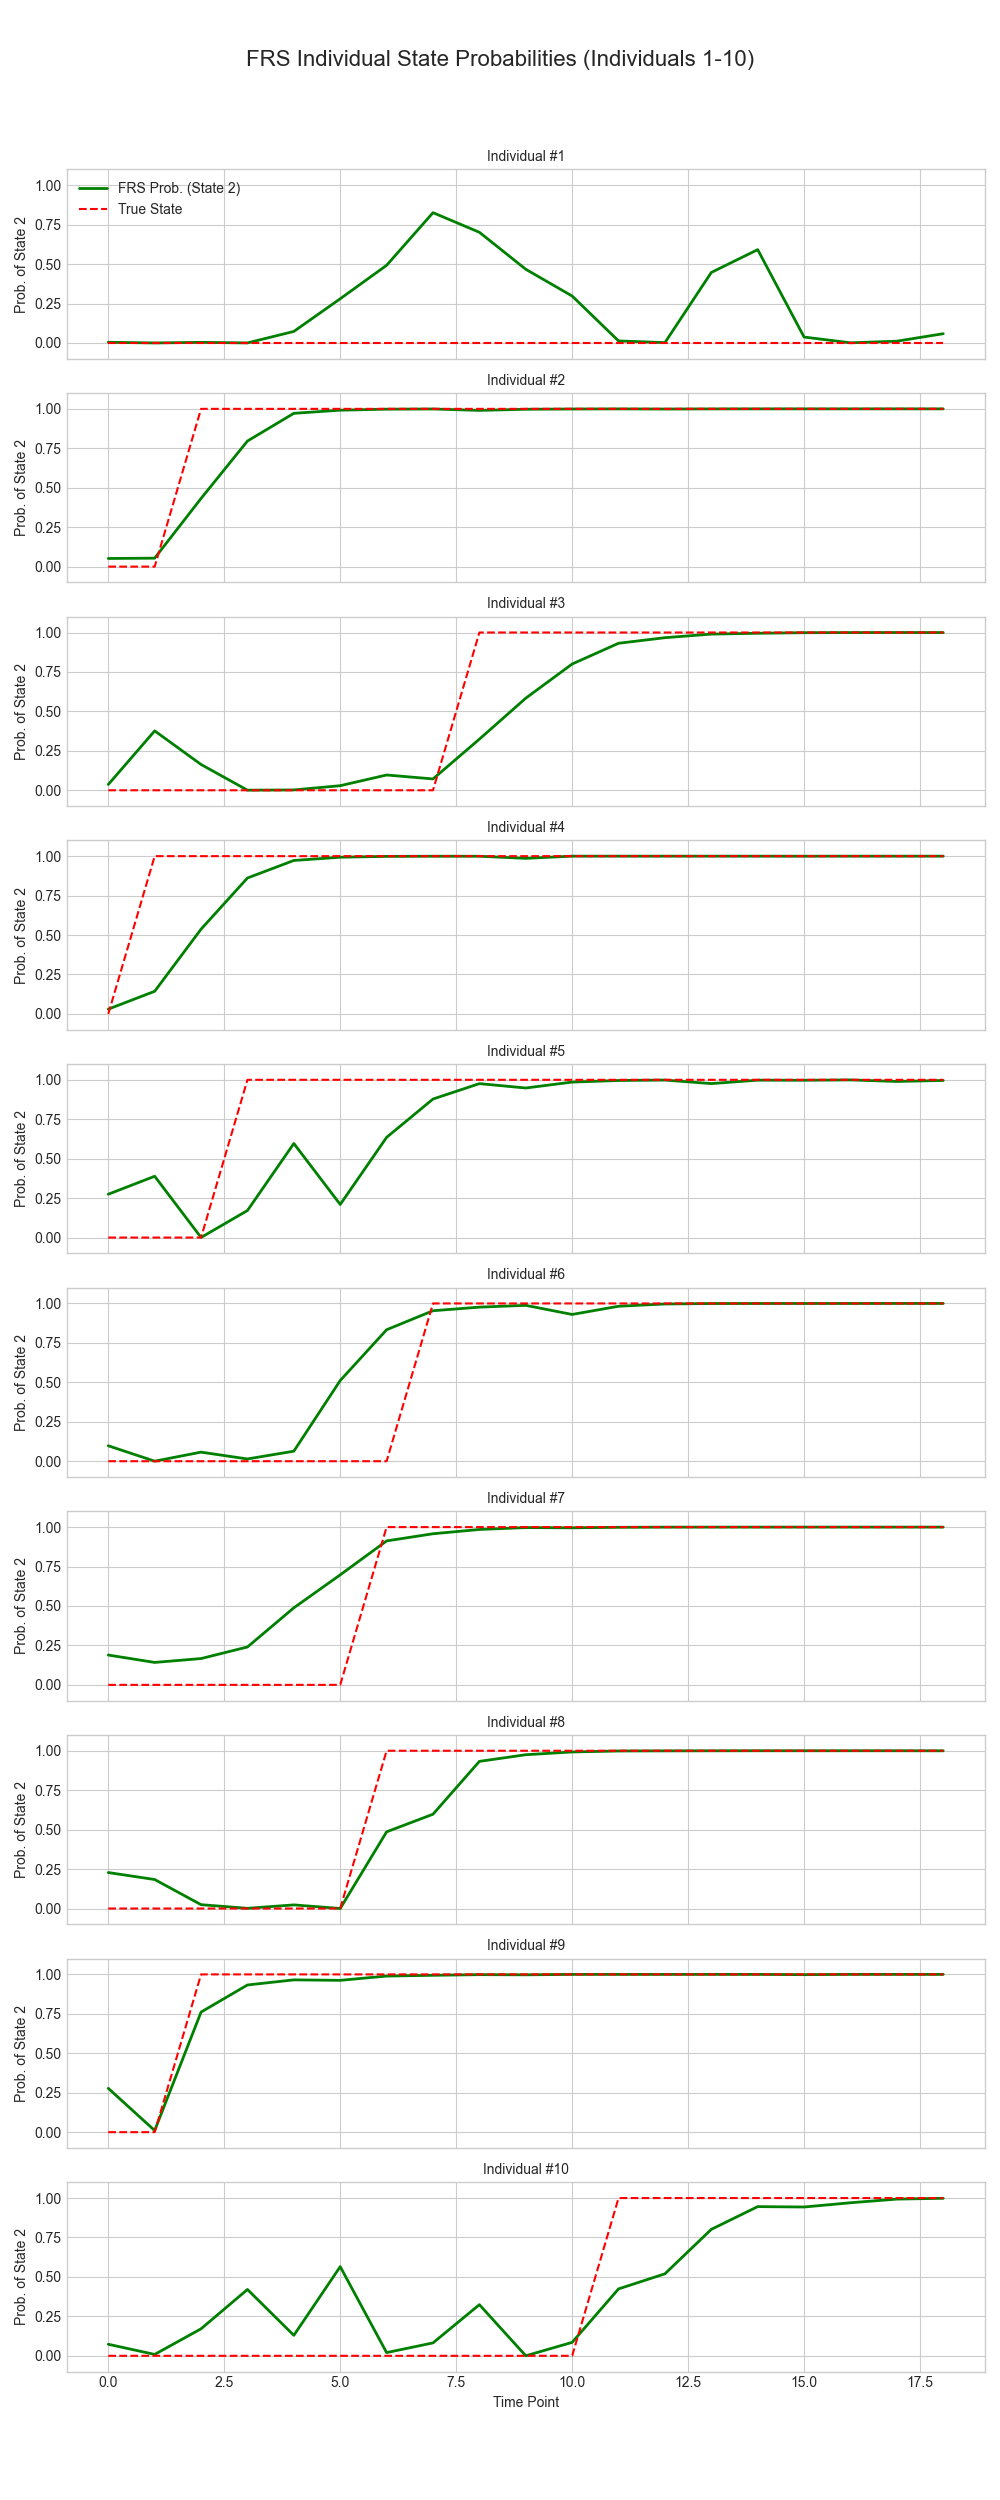 FRS Individual State Probabilities (Individuals 1-10)
Individual #1
FRS Prob. (State 2)
True State
Prob. of State 2
1.00
0.75
0.50
0.25
0.00
Individual #2
Prob. of State 2
1.00
0.75
0.50
0.25
0.00
Individual #3
Prob. of State 2
1.00
0.75
0.50
0.25
0.00
Individual #4
Prob. of State 2
1.00
0.75
0.50
0.25
0.00
Individual #5
Prob. of State 2
1.00
0.75
0.50
0.25
0.00
Individual #6
Prob. of State 2
1.00
0.75
0.50
0.25
0.00
Individual #7
Prob. of State 2
1.00
0.75
0.50
0.25
0.00
Individual #8
Prob. of State 2
1.00
0.75
0.50
0.25
0.00
Individual #9
Prob. of State 2
1.00
0.75
0.50
0.25
0.00
Individual #10
Prob. of State 2
1.00
0.75
0.50
0.25
0.00
0.0 2.5 5.0 7.5 10.0 12.5 15.0 17.5
Time Point